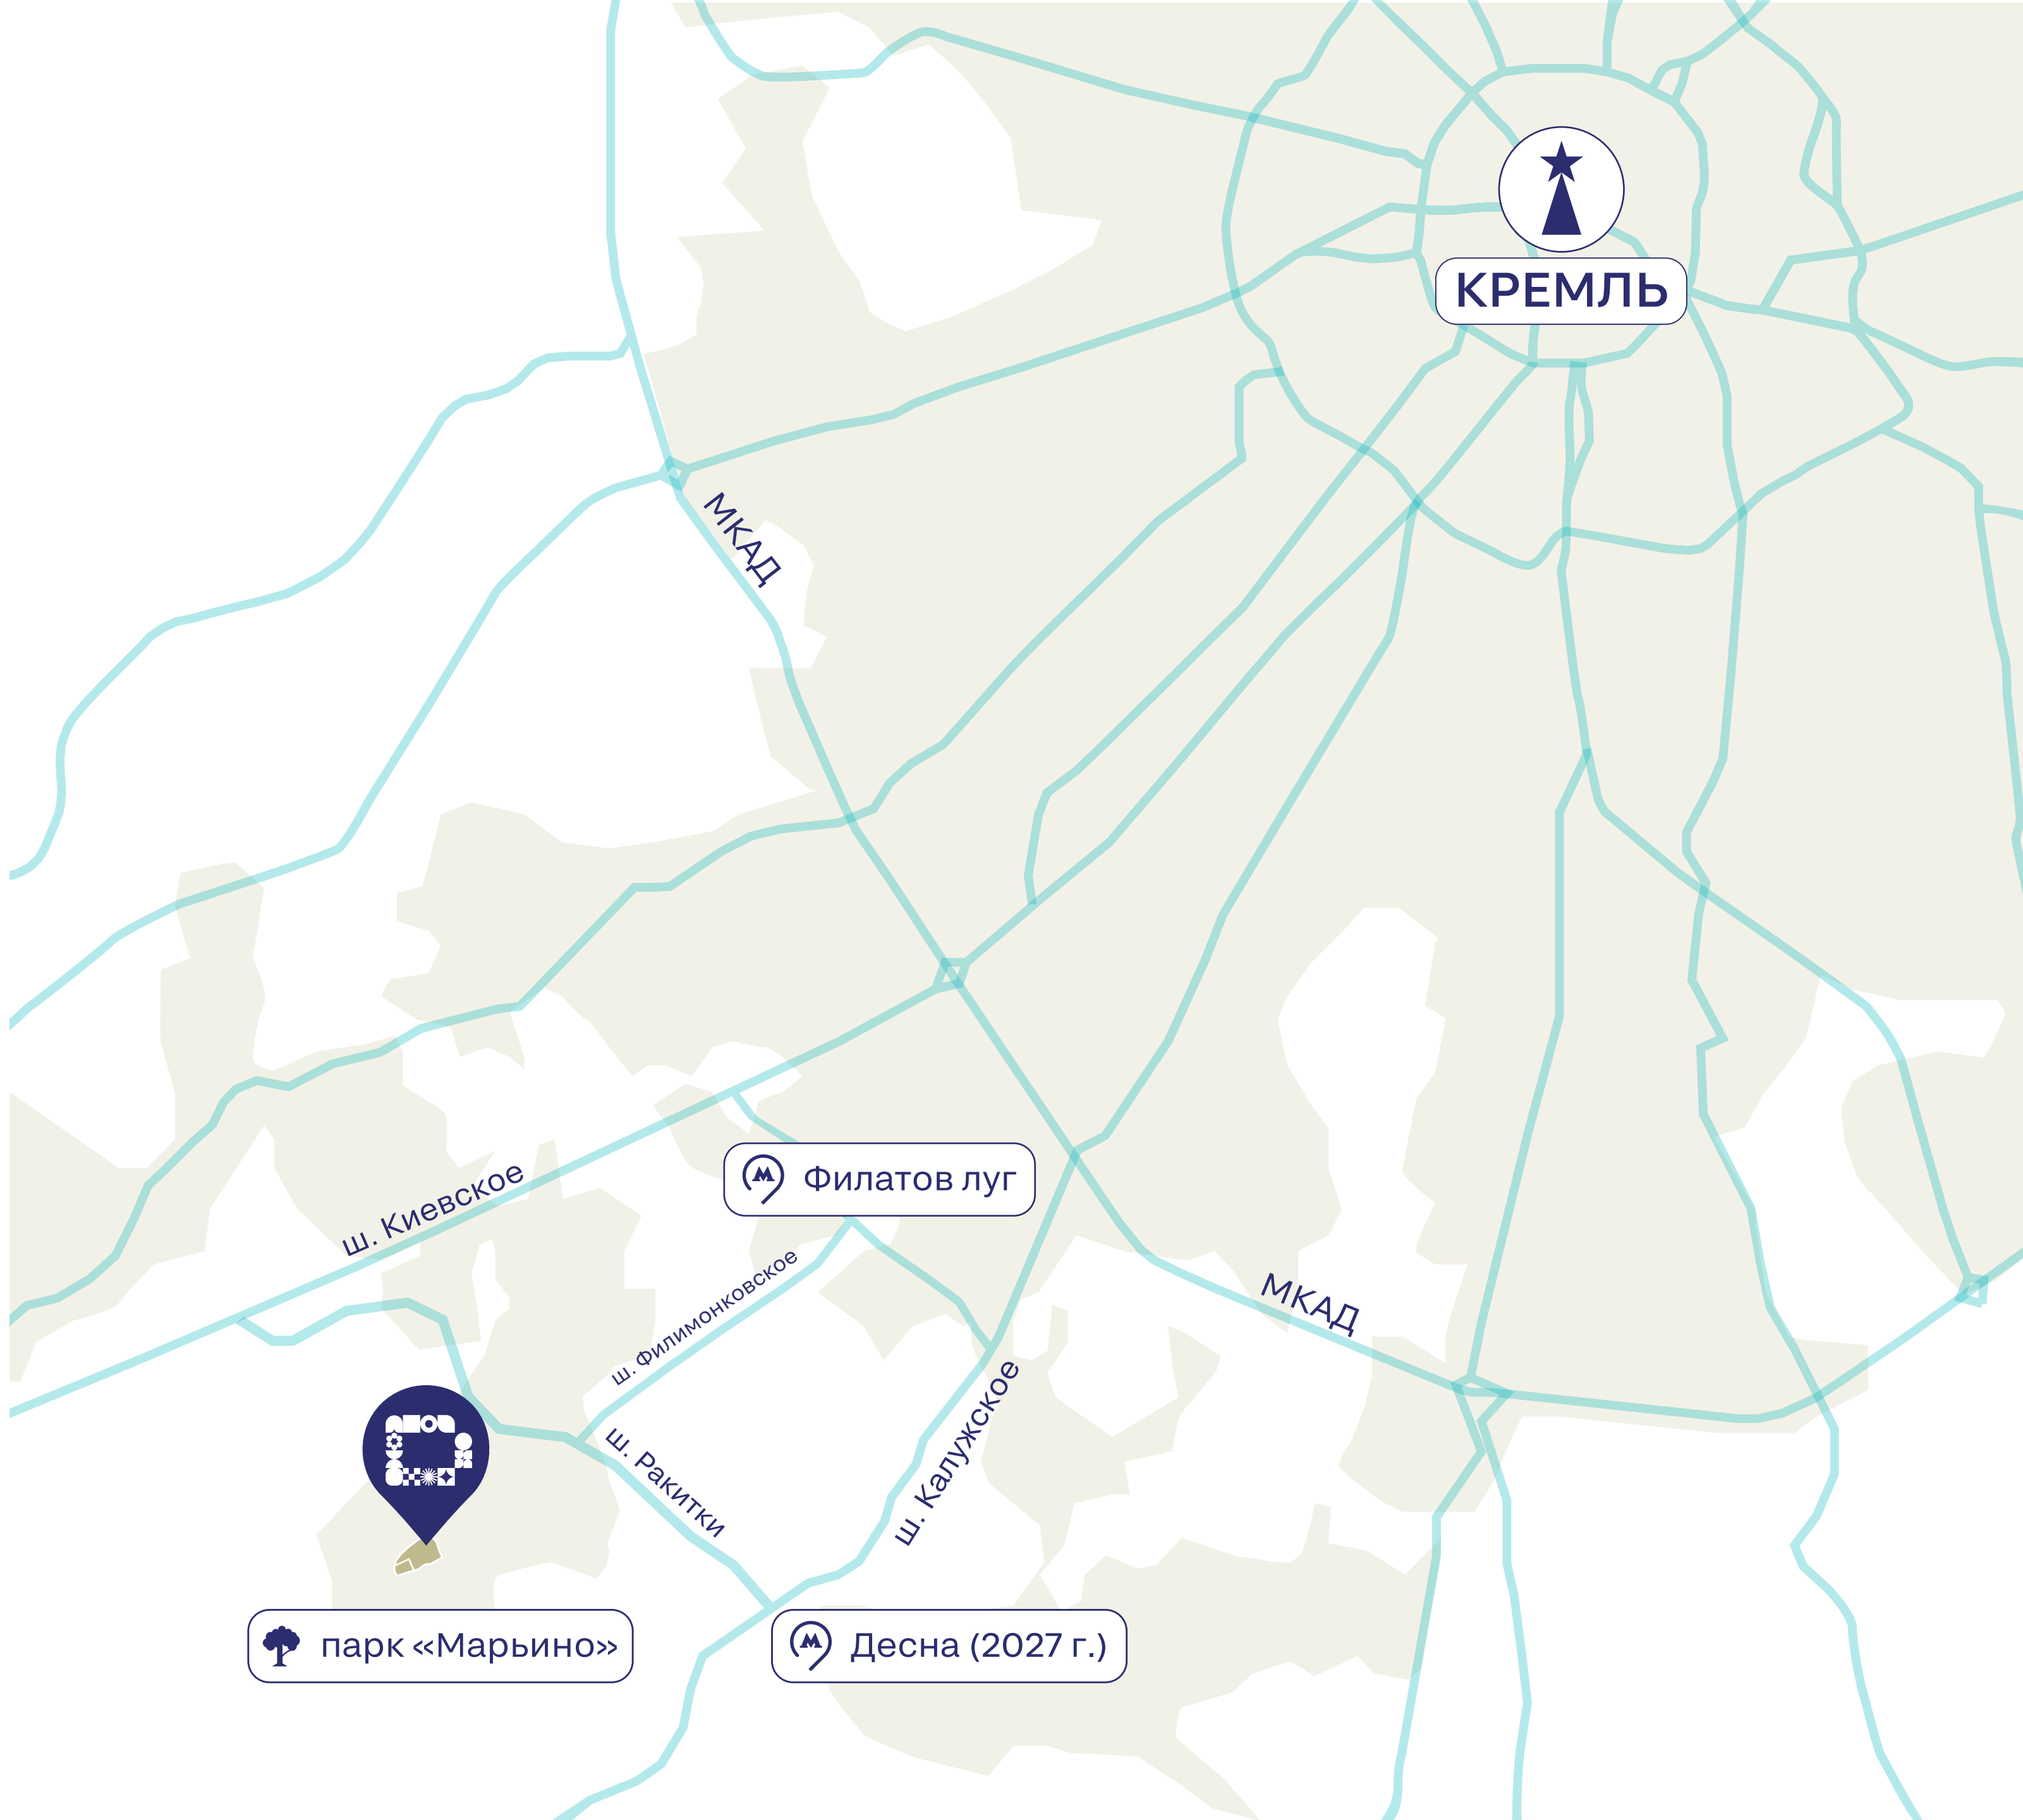 КРЕМЛЬ
МКАД
ш. Киевское
Филатов луг
ш. Филимонковское
МКАД
ш. Ракитки
ш. Калужское
парк «Марьино»
Десна (2027 г.)